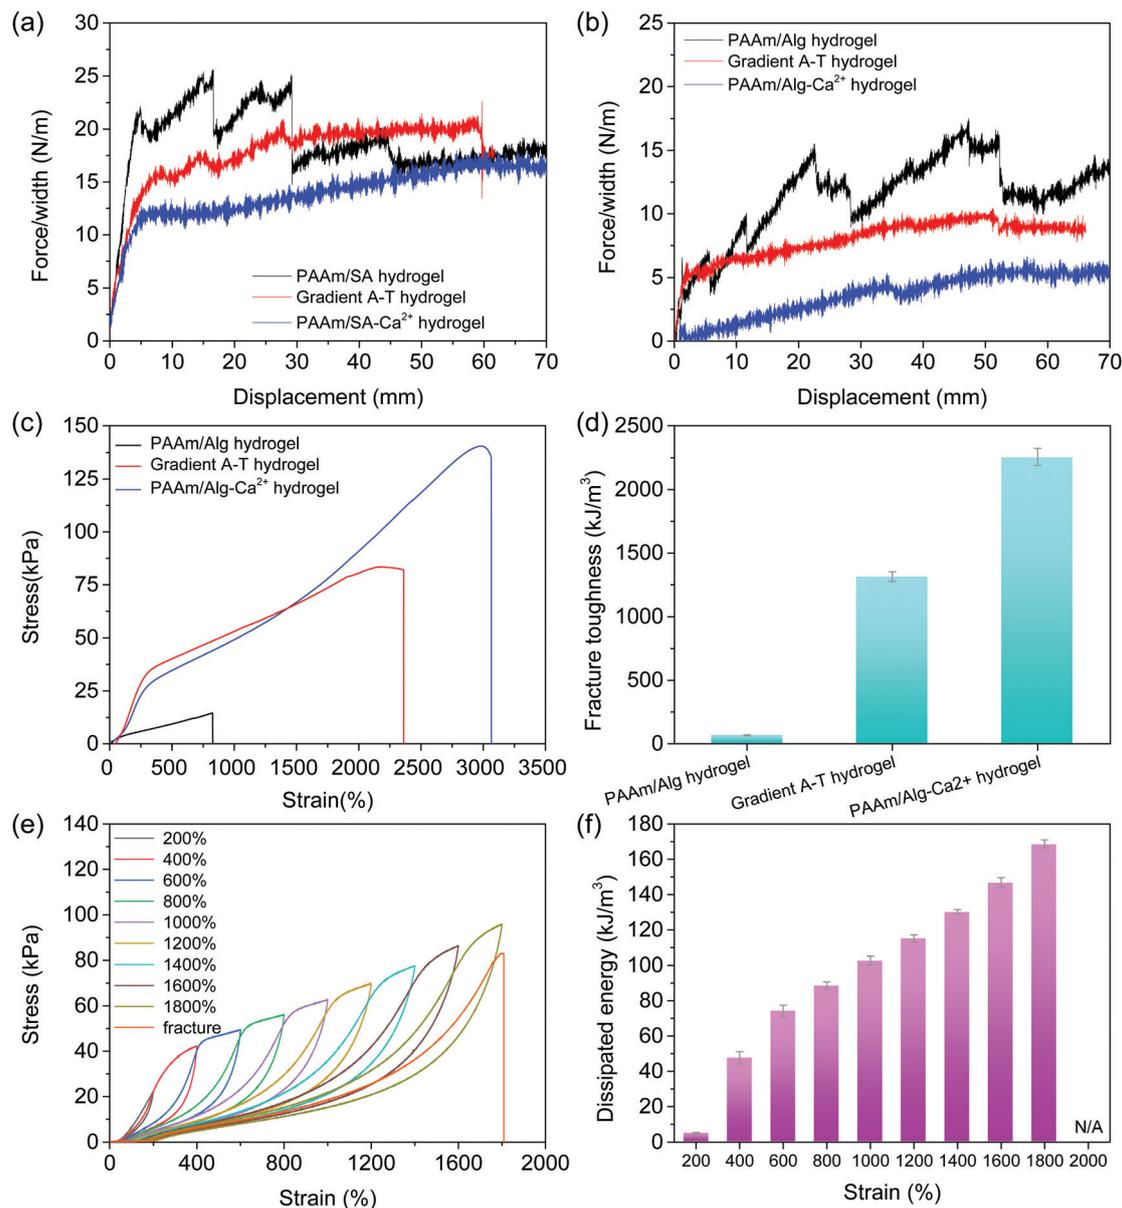 (a)
30
25
20
15
10
5
0
Force/width (N/m)
PAAm/SA hydrogel
Gradient A-T hydrogel
PAAm/SA-Ca²⁺ hydrogel
0 10 20 30 40 50 60 70
Displacement (mm)
(b)
25
20
15
10
5
0
Force/width (N/m)
PAAm/Alg hydrogel
Gradient A-T hydrogel
PAAm/Alg-Ca²⁺ hydrogel
0 10 20 30 40 50 60 70
Displacement (mm)
(c)
150
125
100
75
50
25
0
Stress(kPa)
PAAm/Alg hydrogel
Gradient A-T hydrogel
PAAm/Alg-Ca²⁺ hydrogel
0 500 1000 1500 2000 2500 3000 3500
Strain(%)
(d)
2500
2000
1500
1000
500
0
Fracture toughness (kJ/m³)
PAAm/Alg hydrogel
Gradient A-T hydrogel
PAAm/Alg-Ca2+ hydrogel
(e)
140
120
100
80
60
40
20
0
Stress (kPa)
200%
400%
600%
800%
1000%
1200%
1400%
1600%
1800%
fracture
0 400 800 1200 1600 2000
Strain (%)
(f)
180
160
140
120
100
80
60
40
20
0
Dissipated energy (kJ/m³)
N/A
200 400 600 800 1000 1200 1400 1600 1800 2000
Strain (%)